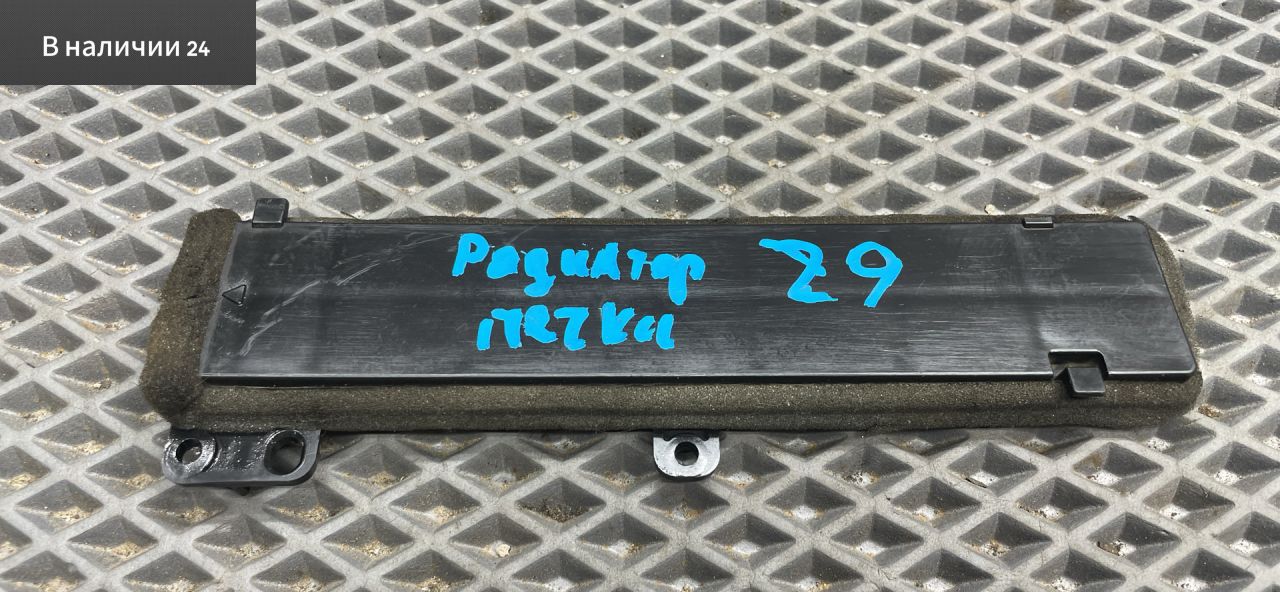 В наличии 24
Радиатор 29
печки